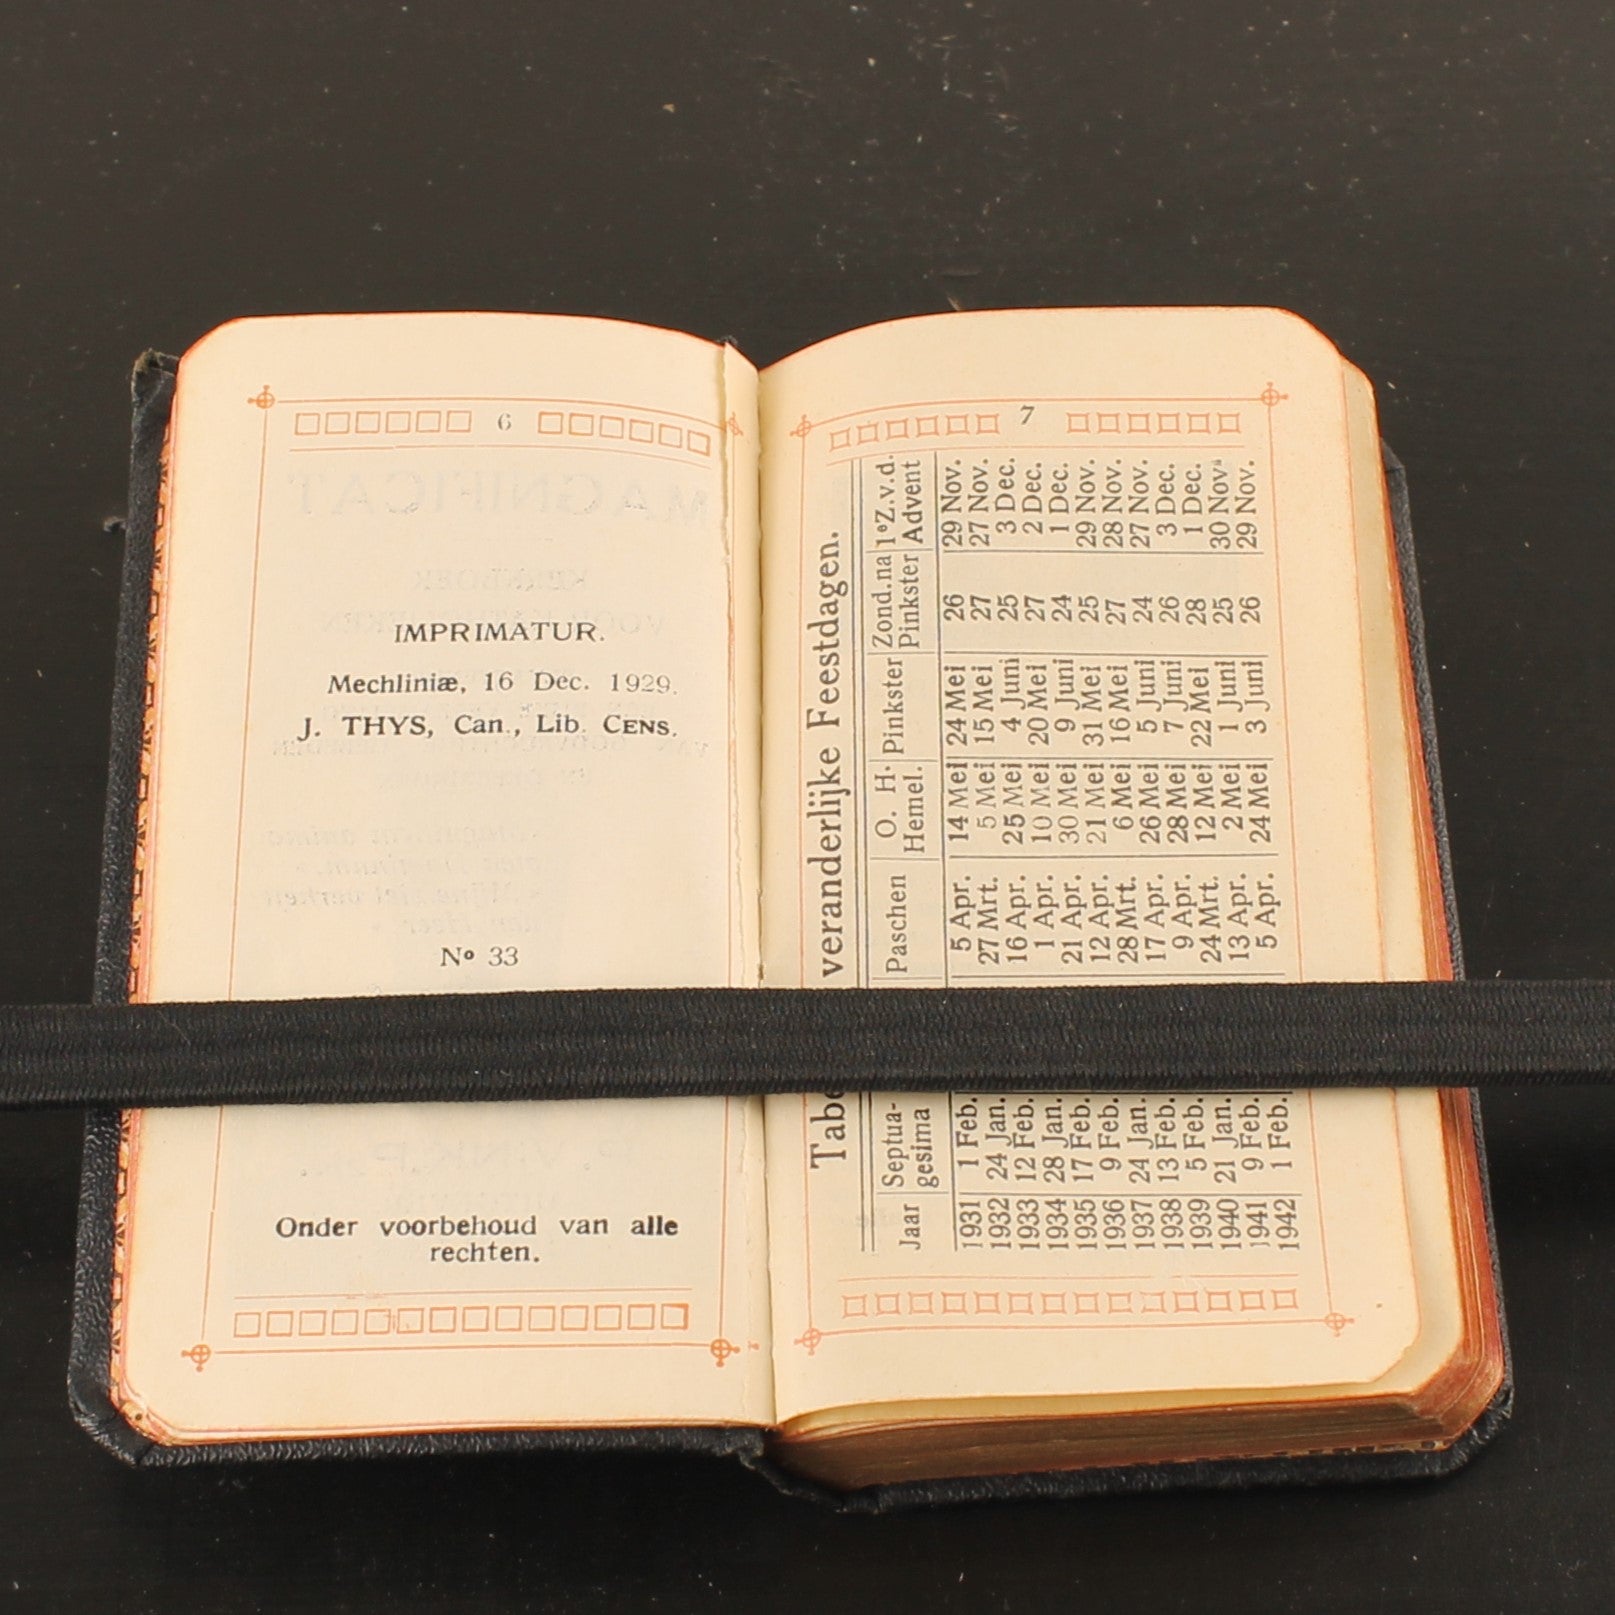 6
IMPRIMATUR.
Mechliniæ, 16 Dec. 1929.
J. THYS, Can., Lib. CENS.
Nº 33
Onder voorbehoud van alle
rechten.
7
veranderlijke Feestdagen.
Jaar Septua- Paschen O. H. Pinkster Zond. na 1e Z.v.d.
gesima Hemel. Pinkster Advent
1931 1 Feb. 5 Apr. 14 Mei 24 Mei 26 29 Nov.
1932 24 Jan. 27 Mrt. 5 Mei 15 Mei 27 27 Nov.
1933 12 Feb. 16 Apr. 25 Mei 4 Juni 25 3 Dec.
1934 28 Jan. 1 Apr. 10 Mei 20 Mei 27 2 Dec.
1935 17 Feb. 21 Apr. 30 Mei 9 Juni 24 1 Dec.
1936 9 Feb. 12 Apr. 21 Mei 31 Mei 25 29 Nov.
1937 24 Jan. 28 Mrt. 6 Mei 16 Mei 27 28 Nov.
1938 13 Feb. 17 Apr. 26 Mei 5 Juni 24 27 Nov.
1939 5 Feb. 9 Apr. 28 Mei 7 Juni 26 3 Dec.
1940 21 Jan. 24 Mrt. 12 Mei 22 Mei 28 1 Dec.
1941 9 Feb. 13 Apr. 2 Mei 1 Juni 25 30 Nov.
1942 1 Feb. 5 Apr. 24 Mei 3 Juni 26 29 Nov.